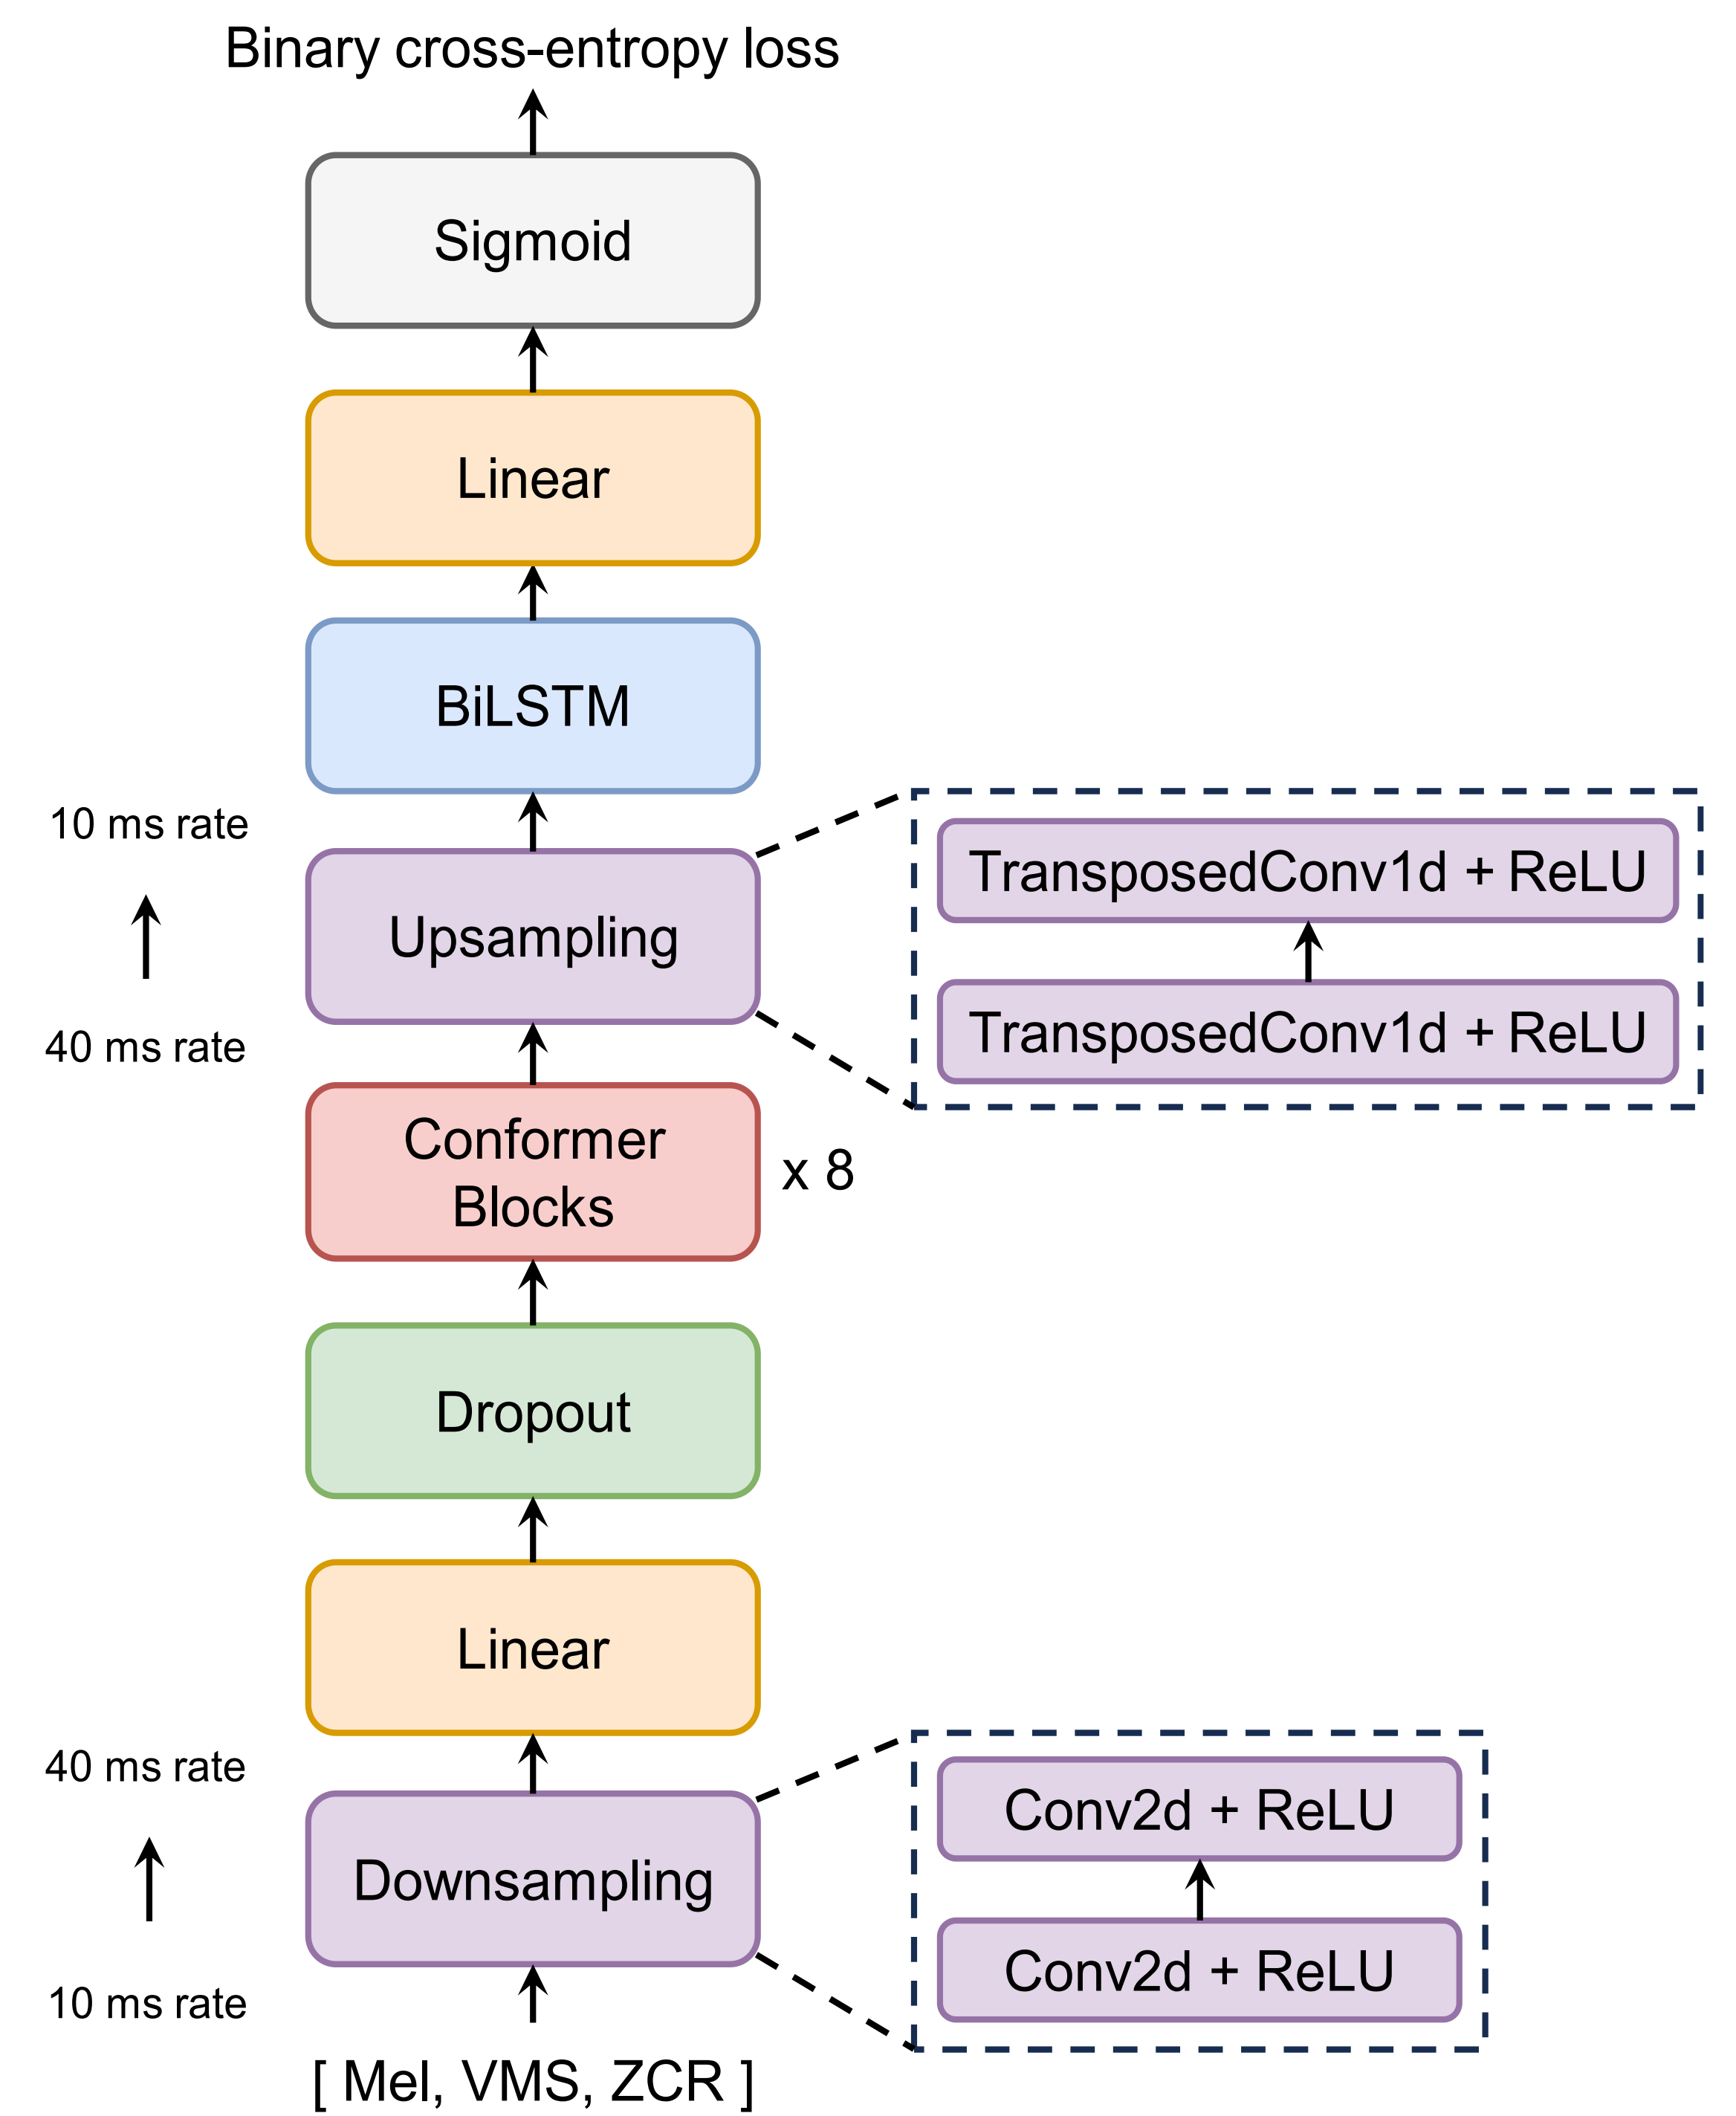 Binary cross-entropy loss
Sigmoid
Linear
BiLSTM
10 ms rate
Upsampling
40 ms rate
TransposedConv1d + ReLU
TransposedConv1d + ReLU
Conformer
Blocks
x 8
Dropout
Linear
40 ms rate
Downsampling
10 ms rate
Conv2d + ReLU
Conv2d + ReLU
[ Mel, VMS, ZCR ]